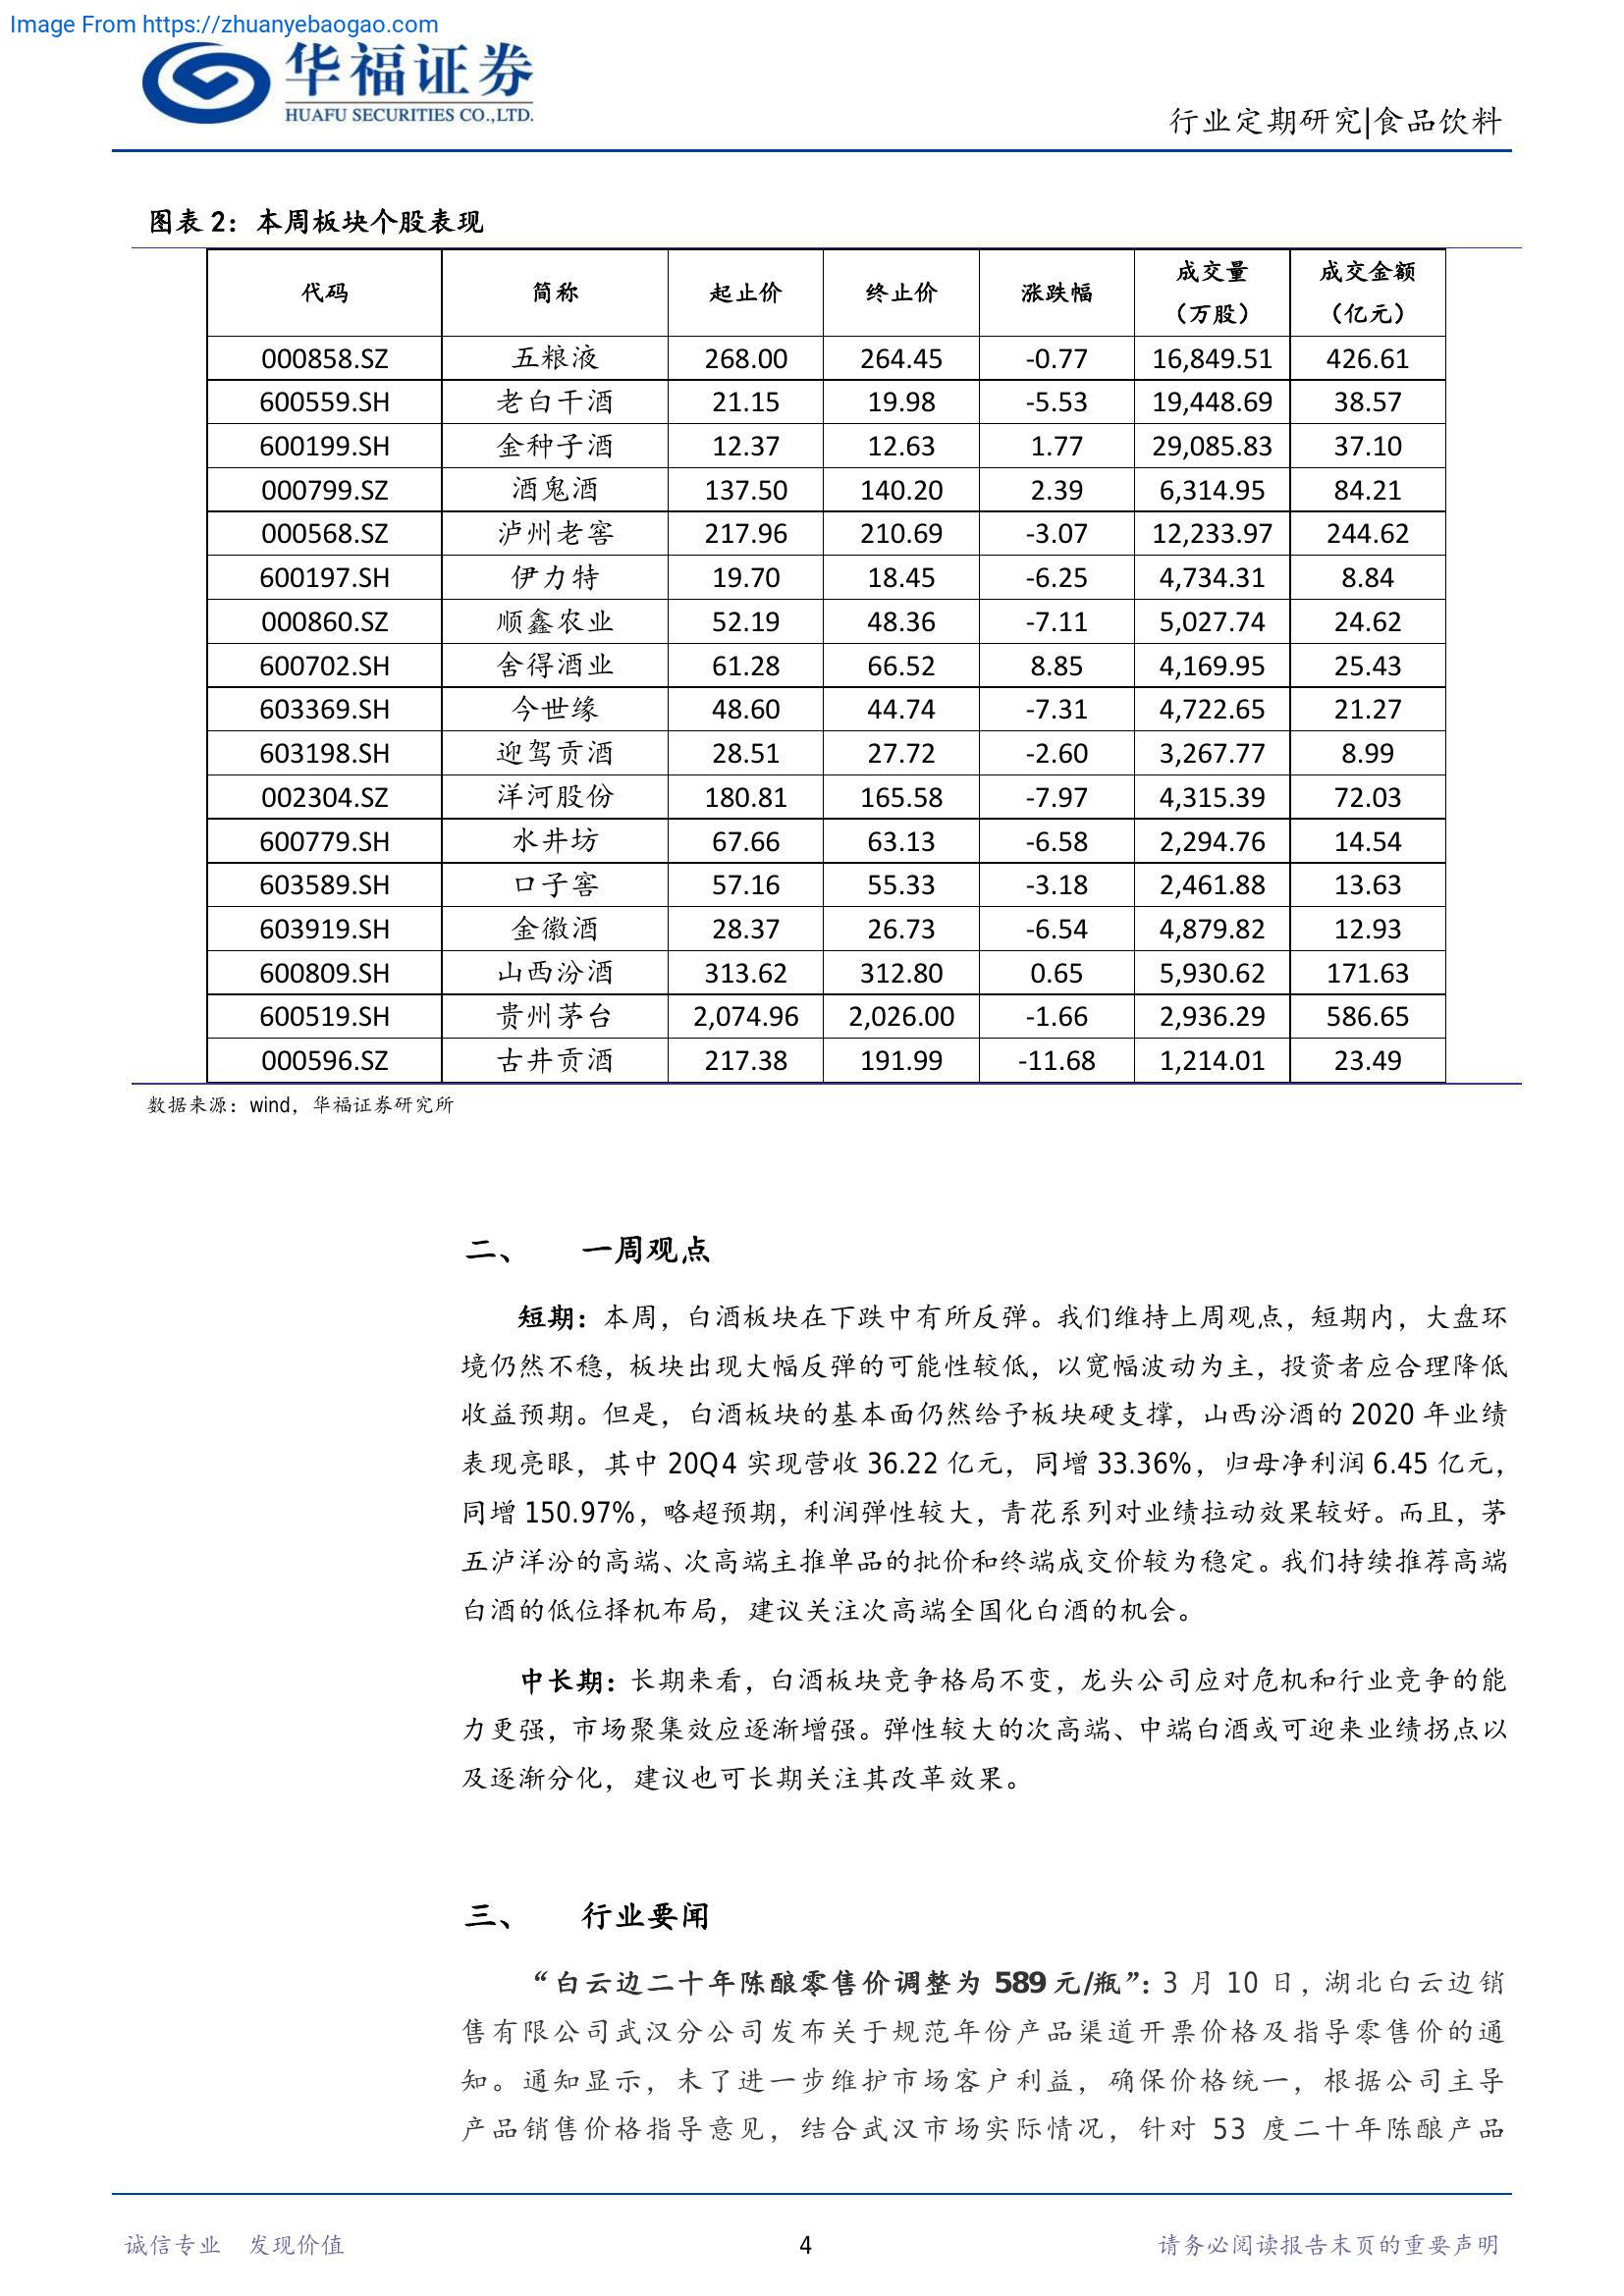 Image From https://zhuanyebaogao.com
华福证券
HUAFU SECURITIES CO.,LTD.
行业定期研究|食品饮料
图表 2：本周板块个股表现
代码 简称 起止价 终止价 涨跌幅 成交量（万股） 成交金额（亿元）
000858.SZ 五粮液 268.00 264.45 -0.77 16,849.51 426.61
600559.SH 老白干酒 21.15 19.98 -5.53 19,448.69 38.57
600199.SH 金种子酒 12.37 12.63 1.77 29,085.83 37.10
000799.SZ 酒鬼酒 137.50 140.20 2.39 6,314.95 84.21
000568.SZ 泸州老窖 217.96 210.69 -3.07 12,233.97 244.62
600197.SH 伊力特 19.70 18.45 -6.25 4,734.31 8.84
000860.SZ 顺鑫农业 52.19 48.36 -7.11 5,027.74 24.62
600702.SH 舍得酒业 61.28 66.52 8.85 4,169.95 25.43
603369.SH 今世缘 48.60 44.74 -7.31 4,722.65 21.27
603198.SH 迎驾贡酒 28.51 27.72 -2.60 3,267.77 8.99
002304.SZ 洋河股份 180.81 165.58 -7.97 4,315.39 72.03
600779.SH 水井坊 67.66 63.13 -6.58 2,294.76 14.54
603589.SH 口子窖 57.16 55.33 -3.18 2,461.88 13.63
603919.SH 金徽酒 28.37 26.73 -6.54 4,879.82 12.93
600809.SH 山西汾酒 313.62 312.80 0.65 5,930.62 171.63
600519.SH 贵州茅台 2,074.96 2,026.00 -1.66 2,936.29 586.65
000596.SZ 古井贡酒 217.38 191.99 -11.68 1,214.01 23.49
数据来源：wind，华福证券研究所
二、 一周观点
短期：本周，白酒板块在下跌中有所反弹。我们维持上周观点，短期内，大盘环
境仍然不稳，板块出现大幅反弹的可能性较低，以宽幅波动为主，投资者应合理降低
收益预期。但是，白酒板块的基本面仍然给予板块硬支撑，山西汾酒的 2020 年业绩
表现亮眼，其中 20Q4 实现营收 36.22 亿元，同增 33.36%，归母净利润 6.45 亿元，
同增 150.97%，略超预期，利润弹性较大，青花系列对业绩拉动效果较好。而且，茅
五泸洋汾的高端、次高端主推单品的批价和终端成交价较为稳定。我们持续推荐高端
白酒的低位择机布局，建议关注次高端全国化白酒的机会。
中长期：长期来看，白酒板块竞争格局不变，龙头公司应对危机和行业竞争的能
力更强，市场聚集效应逐渐增强。弹性较大的次高端、中端白酒或可迎来业绩拐点以
及逐渐分化，建议也可长期关注其改革效果。
三、 行业要闻
“白云边二十年陈酿零售价调整为 589 元/瓶”：3 月 10 日，湖北白云边销
售有限公司武汉分公司发布关于规范年份产品渠道开票价格及指导零售价的通
知。通知显示，未了进一步维护市场客户利益，确保价格统一，根据公司主导
产品销售价格指导意见，结合武汉市场实际情况，针对 53 度二十年陈酿产品
诚信专业 发现价值 4 请务必阅读报告末页的重要声明